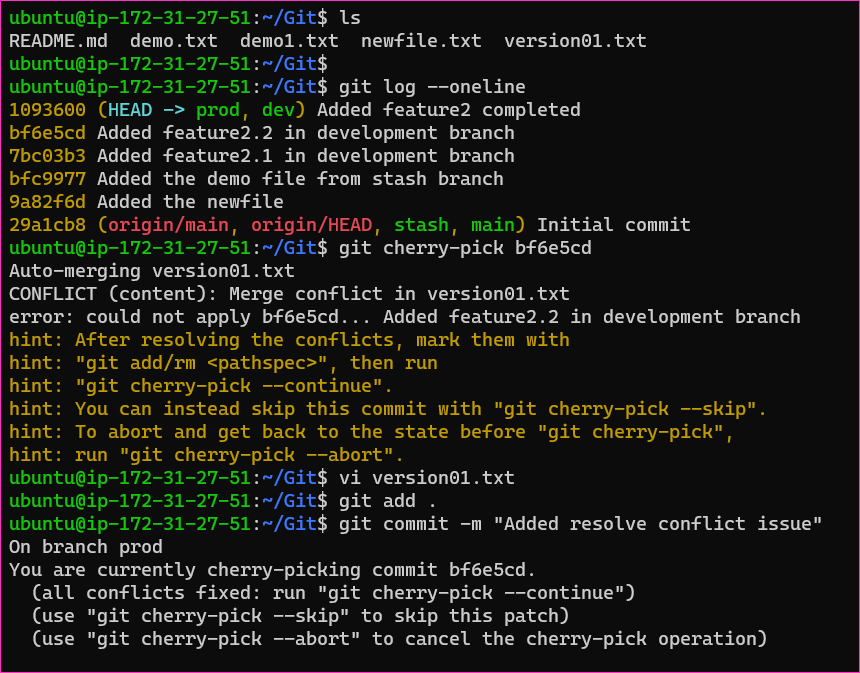 ubuntu@ip-172-31-27-51:~/Git$ ls
README.md  demo.txt  demo1.txt  newfile.txt  version01.txt
ubuntu@ip-172-31-27-51:~/Git$
ubuntu@ip-172-31-27-51:~/Git$ git log --oneline
1093600 (HEAD -> prod, dev) Added feature2 completed
bf6e5cd Added feature2.2 in development branch
7bc03b3 Added feature2.1 in development branch
bfc9977 Added the demo file from stash branch
9a82f6d Added the newfile
29a1cb8 (origin/main, origin/HEAD, stash, main) Initial commit
ubuntu@ip-172-31-27-51:~/Git$ git cherry-pick bf6e5cd
Auto-merging version01.txt
CONFLICT (content): Merge conflict in version01.txt
error: could not apply bf6e5cd... Added feature2.2 in development branch
hint: After resolving the conflicts, mark them with
hint: "git add/rm <pathspec>", then run
hint: "git cherry-pick --continue".
hint: You can instead skip this commit with "git cherry-pick --skip".
hint: To abort and get back to the state before "git cherry-pick",
hint: run "git cherry-pick --abort".
ubuntu@ip-172-31-27-51:~/Git$ vi version01.txt
ubuntu@ip-172-31-27-51:~/Git$ git add .
ubuntu@ip-172-31-27-51:~/Git$ git commit -m "Added resolve conflict issue"
On branch prod
You are currently cherry-picking commit bf6e5cd.
  (all conflicts fixed: run "git cherry-pick --continue")
  (use "git cherry-pick --skip" to skip this patch)
  (use "git cherry-pick --abort" to cancel the cherry-pick operation)